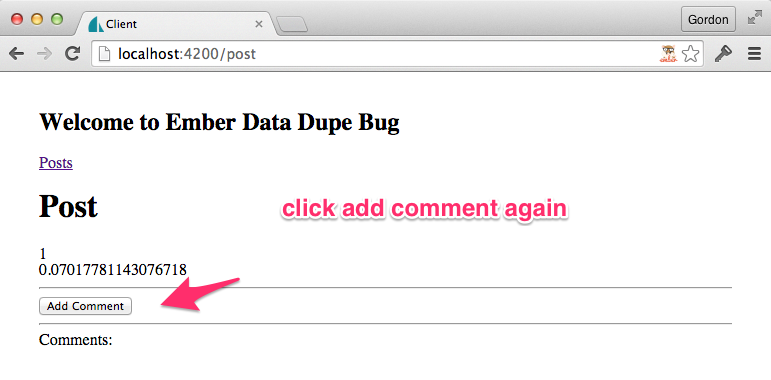 Client
Gordon
localhost:4200/post
Welcome to Ember Data Dupe Bug
Posts
Post
click add comment again
1
0.07017781143076718
Add Comment
Comments: